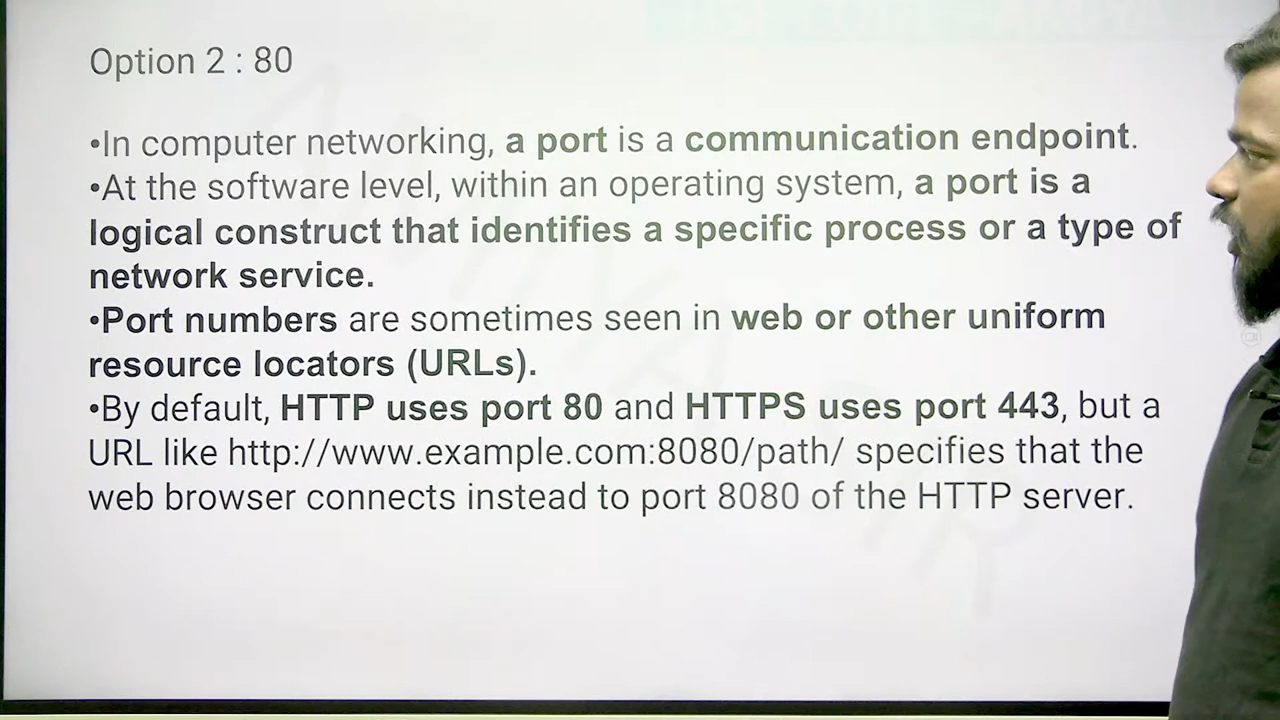 Option 2 : 80
•In computer networking, a port is a communication endpoint.
•At the software level, within an operating system, a port is a
logical construct that identifies a specific process or a type of
network service.
•Port numbers are sometimes seen in web or other uniform
resource locators (URLs).
•By default, HTTP uses port 80 and HTTPS uses port 443, but a
URL like http://www.example.com:8080/path/ specifies that the
web browser connects instead to port 8080 of the HTTP server.